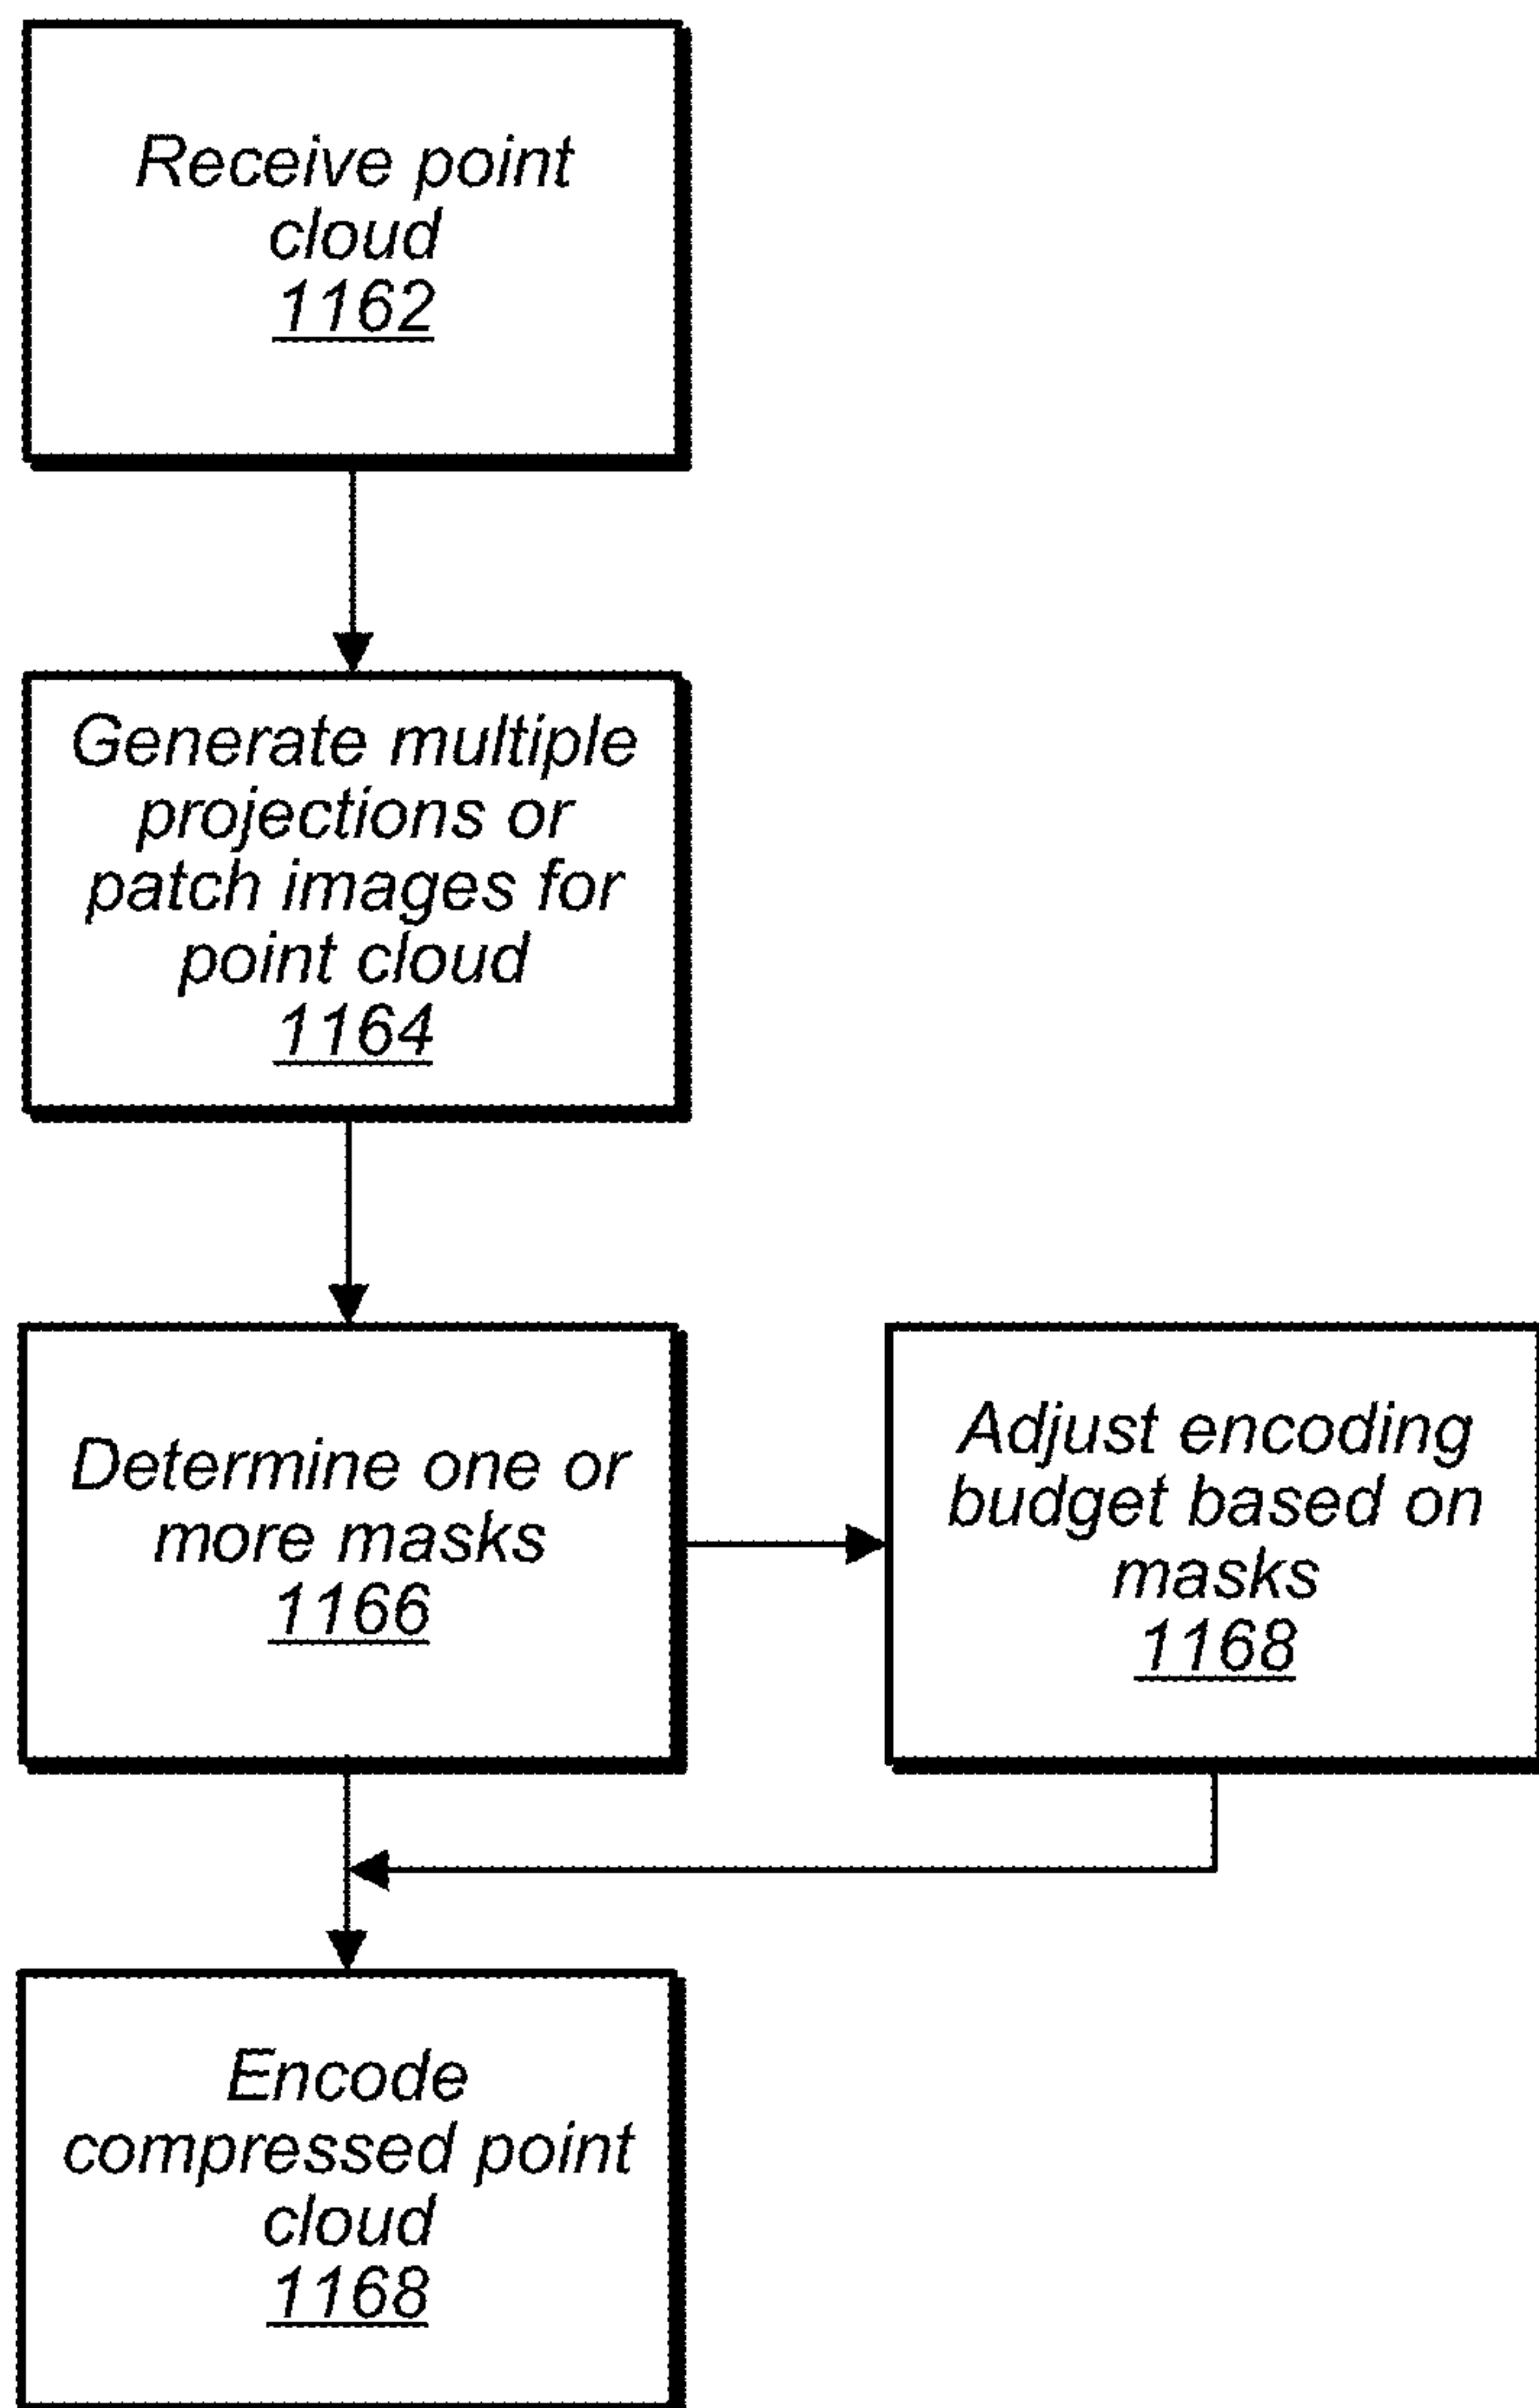 Receive point
cloud
1162
Generate multiple
projections or
patch images for
point cloud
1164
Determine one or
more masks
1166
Adjust encoding
budget based on
masks
1168
Encode
compressed point
cloud
1168